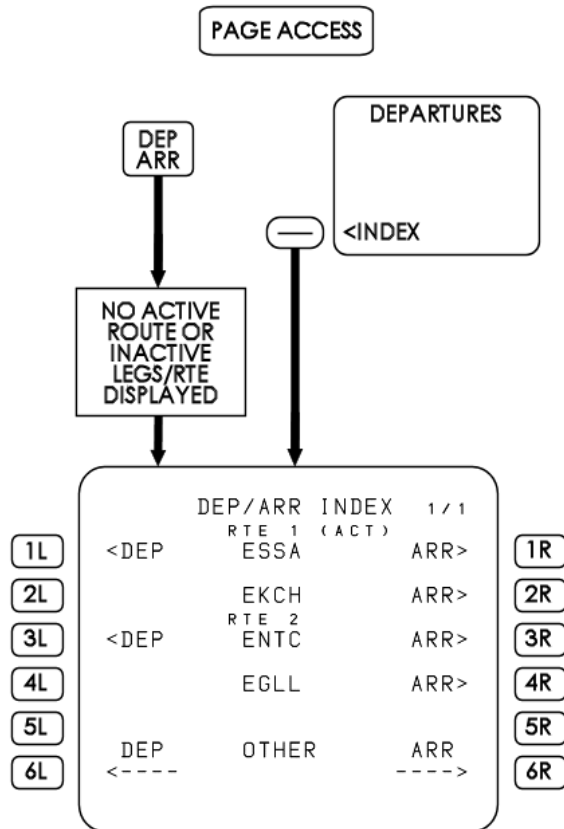 PAGE ACCESS
DEP
ARR
DEPARTURES
<INDEX
NO ACTIVE
ROUTE OR
INACTIVE
LEGS/RTE
DISPLAYED
DEP/ARR INDEX 1/1
RTE 1 (ACT)
1L <DEP ESSA ARR> 1R
2L EKCH ARR> 2R
RTE 2
3L <DEP ENTC ARR> 3R
4L EGLL ARR> 4R
5L 5R
DEP OTHER ARR
6L <---- ----> 6R